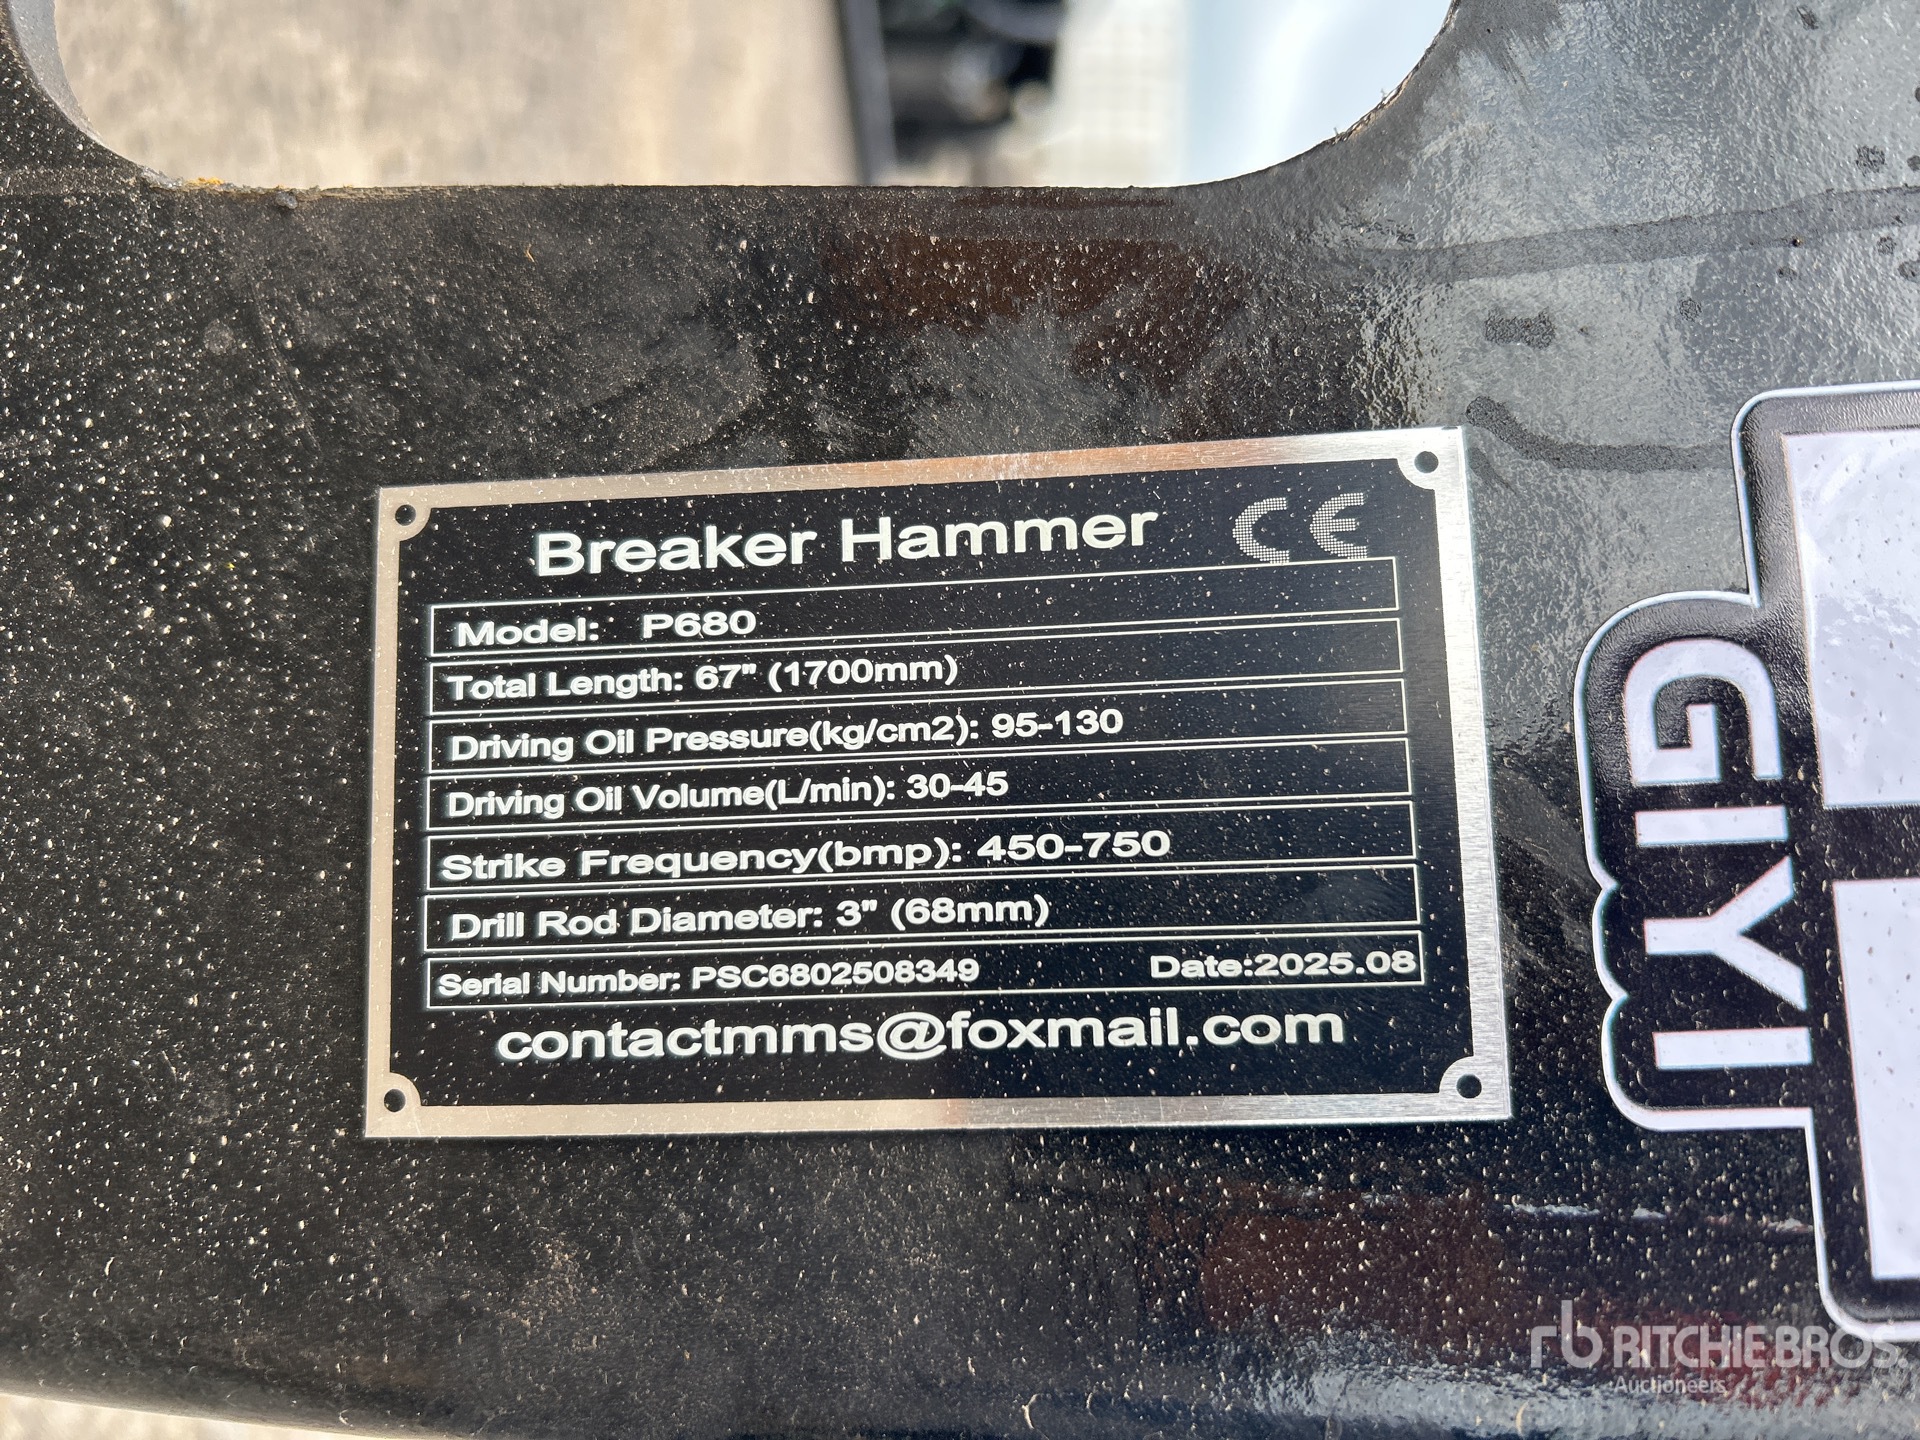 Breaker Hammer CE
Model: P680
Total Length: 67" (1700mm)
Driving Oil Pressure(kg/cm2): 95-130
Driving Oil Volume(L/min): 30-45
Strike Frequency(bmp): 450-750
Drill Rod Diameter: 3" (68mm)
Serial Number: PSC6802508349 Date:2025.08
contactmms@foxmail.com
GIYI
rb RITCHIE BROS.
Auctioneers